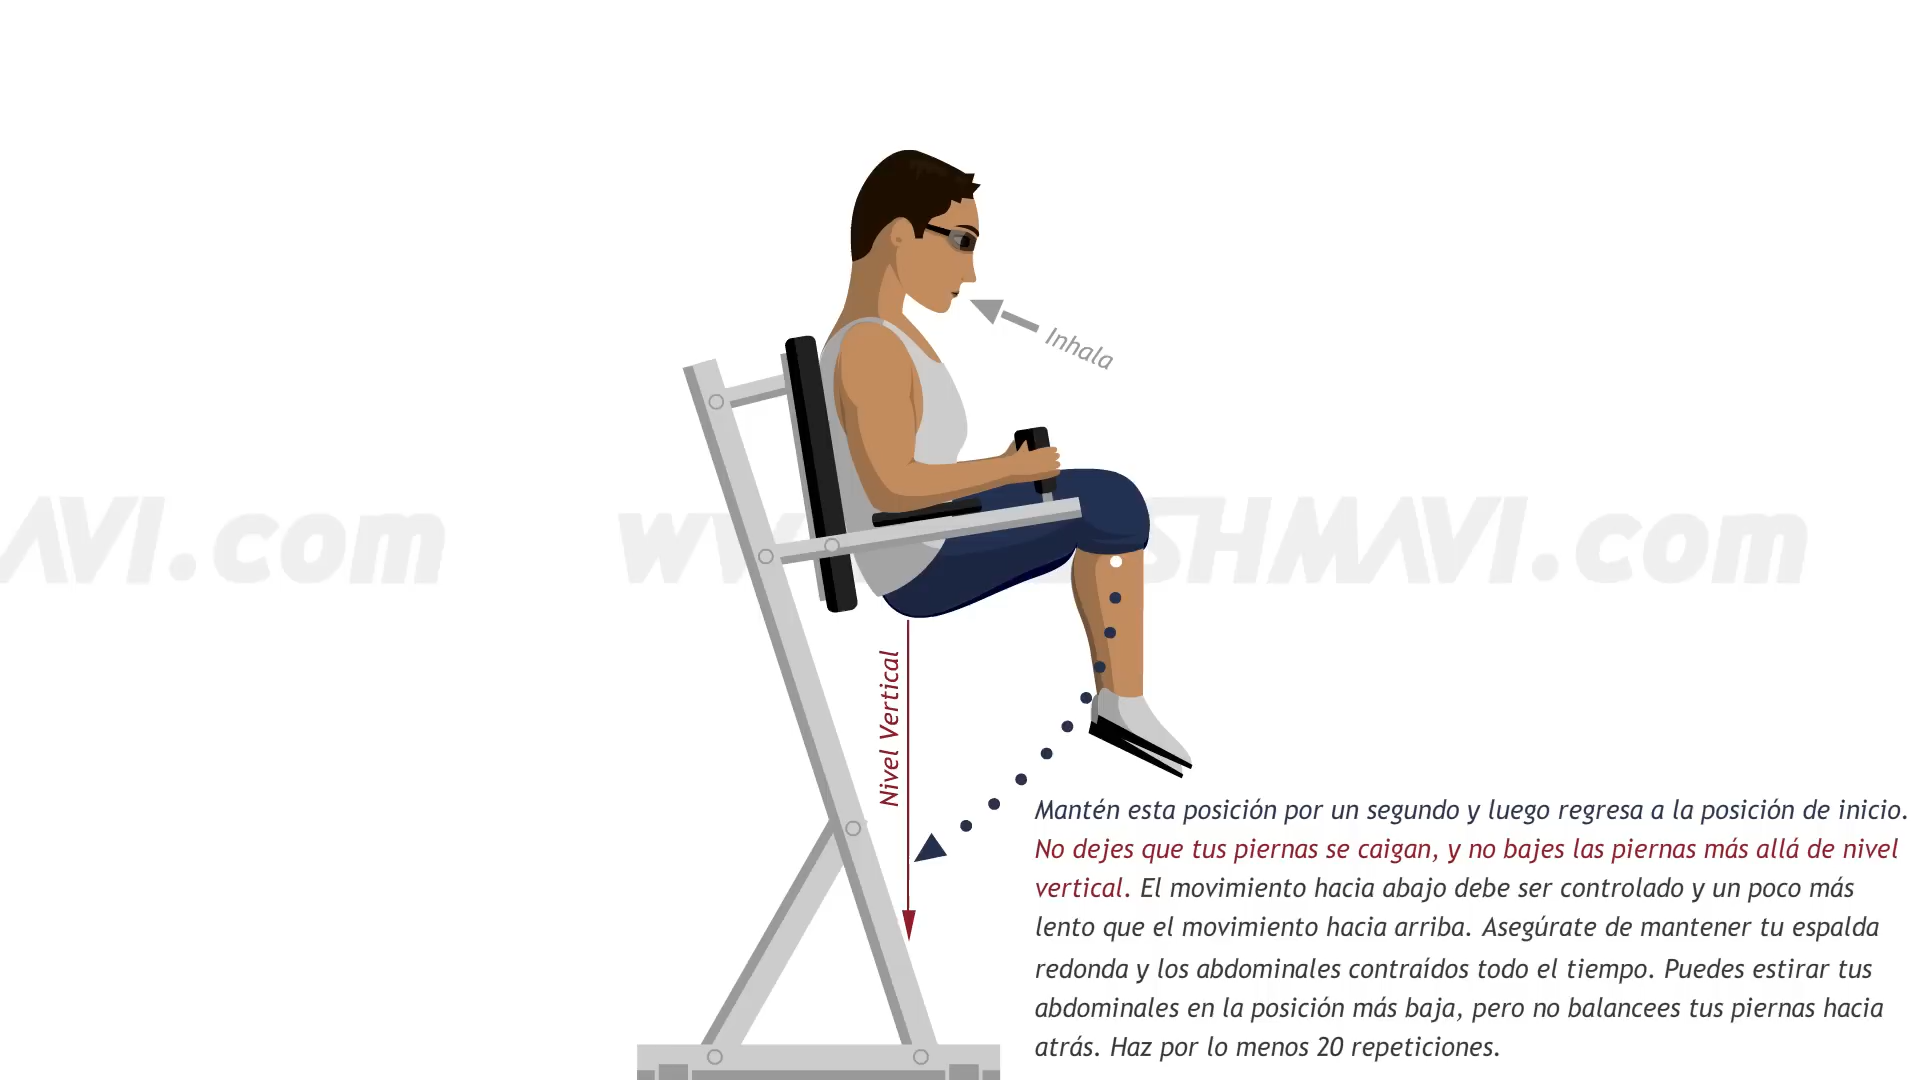 Inhala
AVI.com
SHMAVI.com
Nivel Vertical
Mantén esta posición por un segundo y luego regresa a la posición de inicio.
No dejes que tus piernas se caigan, y no bajes las piernas más allá de nivel
vertical. El movimiento hacia abajo debe ser controlado y un poco más
lento que el movimiento hacia arriba. Asegúrate de mantener tu espalda
redonda y los abdominales contraídos todo el tiempo. Puedes estirar tus
abdominales en la posición más baja, pero no balancees tus piernas hacia
atrás. Haz por lo menos 20 repeticiones.